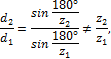 d₂/d₁ = (sin 180°/z₂)/(sin 180°/z₁) ≠ z₂/z₁,